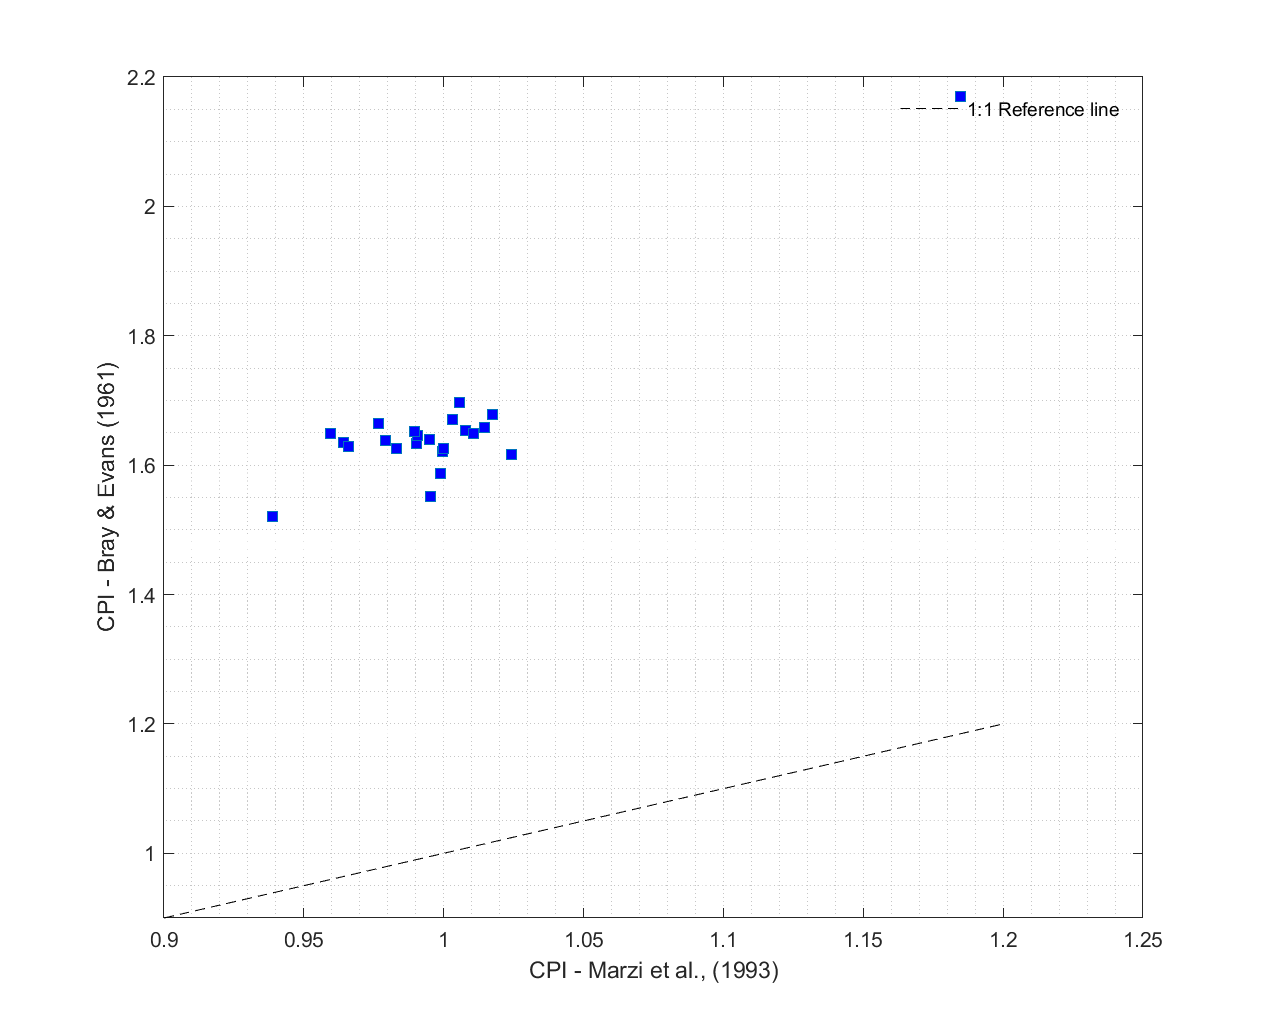 2.2
2
1.8
1.6
1.4
1.2
1
1:1 Reference line
CPI - Bray & Evans (1961)
0.9 0.95 1 1.05 1.1 1.15 1.2 1.25
CPI - Marzi et al., (1993)